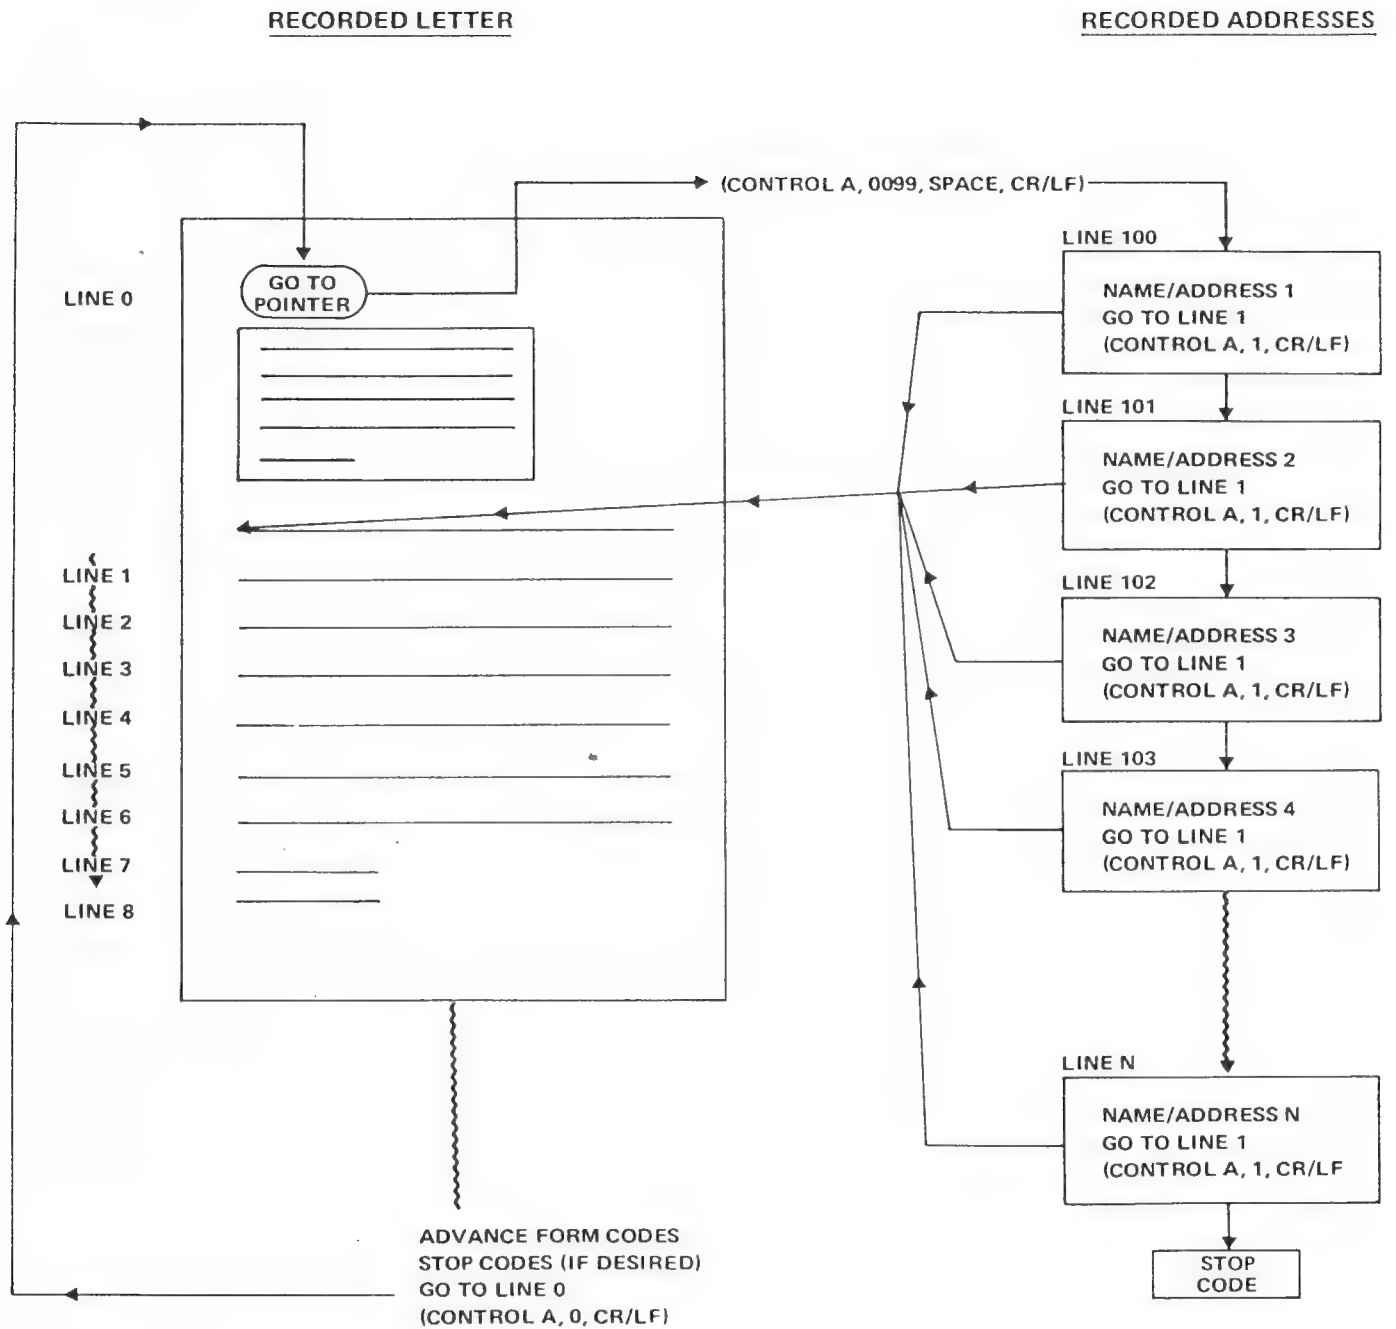 RECORDED LETTER
RECORDED ADDRESSES
(CONTROL A, 0099, SPACE, CR/LF)
LINE 0
GO TO
POINTER
LINE 1
LINE 2
LINE 3
LINE 4
LINE 5
LINE 6
LINE 7
LINE 8
ADVANCE FORM CODES
STOP CODES (IF DESIRED)
GO TO LINE 0
(CONTROL A, 0, CR/LF)
LINE 100
NAME/ADDRESS 1
GO TO LINE 1
(CONTROL A, 1, CR/LF)
LINE 101
NAME/ADDRESS 2
GO TO LINE 1
(CONTROL A, 1, CR/LF)
LINE 102
NAME/ADDRESS 3
GO TO LINE 1
(CONTROL A, 1, CR/LF)
LINE 103
NAME/ADDRESS 4
GO TO LINE 1
(CONTROL A, 1, CR/LF)
LINE N
NAME/ADDRESS N
GO TO LINE 1
(CONTROL A, 1, CR/LF
STOP
CODE